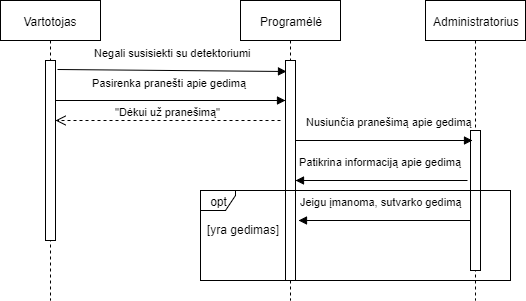 Vartotojas
Programėlė
Administratorius
Negali susisiekti su detektoriumi
Pasirenka pranešti apie gedimą
"Dėkui už pranešimą"
Nusiunčia pranešimą apie gedimą
Patikrina informaciją apie gedimą
opt
Jeigu įmanoma, sutvarko gedimą
[yra gedimas]